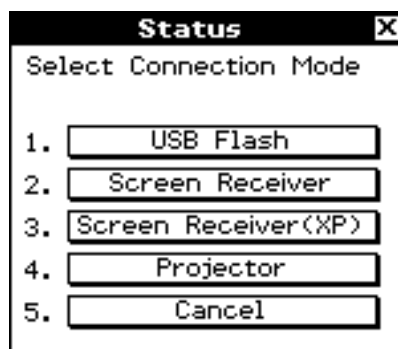 Status X
Select Connection Mode
1. USB Flash
2. Screen Receiver
3. Screen Receiver(XP)
4. Projector
5. Cancel